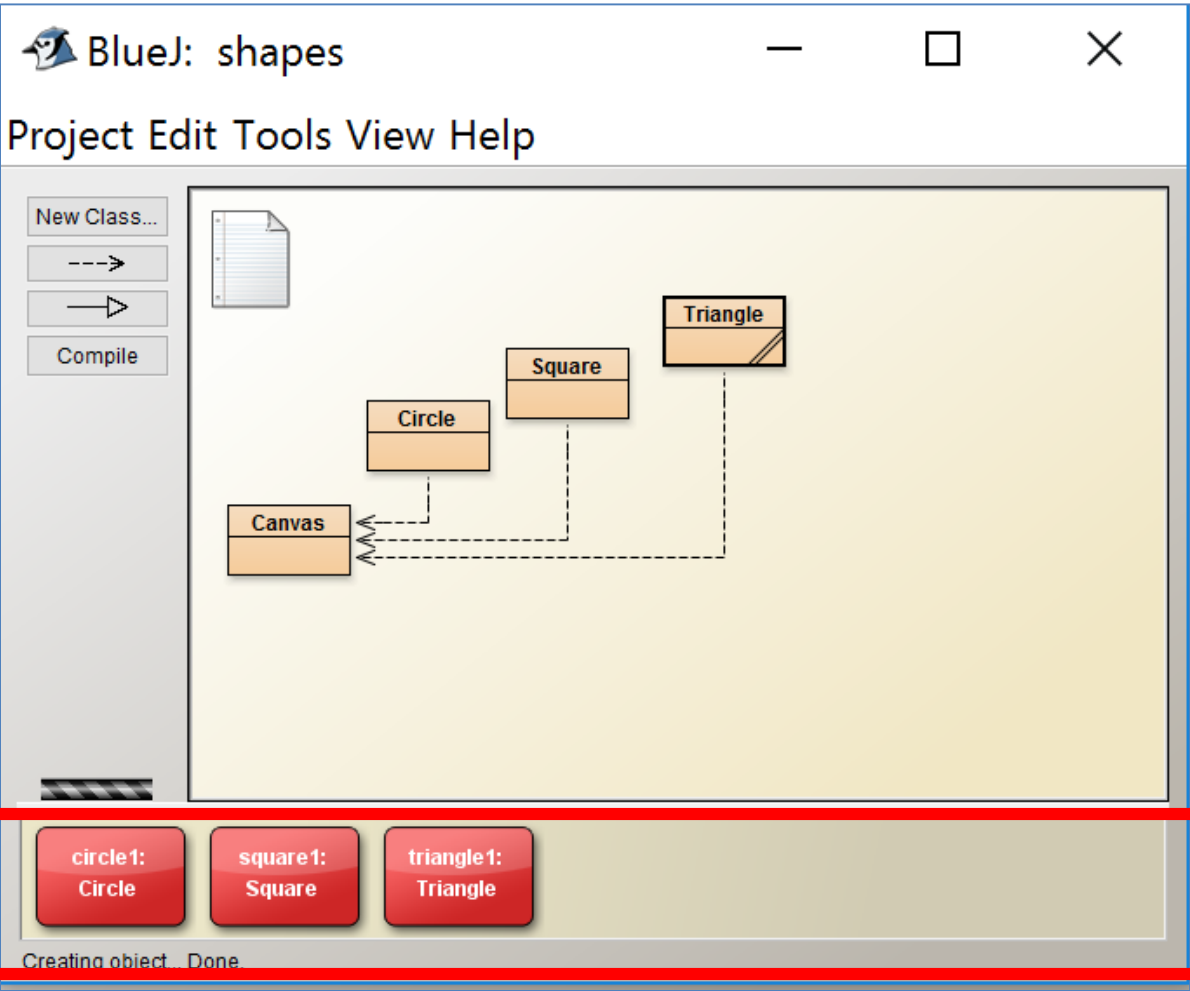 BlueJ: shapes
Project Edit Tools View Help
New Class...
Compile
Triangle
Square
Circle
Canvas
circle1:
Circle
square1:
Square
triangle1:
Triangle
Creating object... Done.